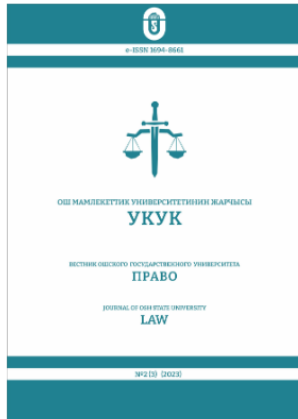 e-ISSN 1694-8661
ОШ МАМЛЕКЕТТИК УНИВЕРСИТЕТИНИН ЖАРЧЫСЫ
УКУК
ВЕСТНИК ОШСКОГО ГОСУДАРСТВЕННОГО УНИВЕРСИТЕТА
ПРАВО
JOURNAL OF OSH STATE UNIVERSITY
LAW
№2 (3) (2023)